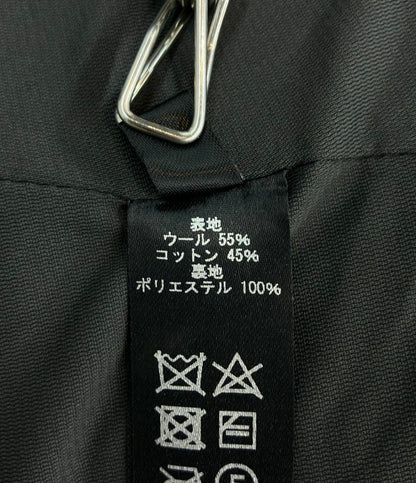 表地
ウール 55%
コットン 45%
裏地
ポリエステル 100%